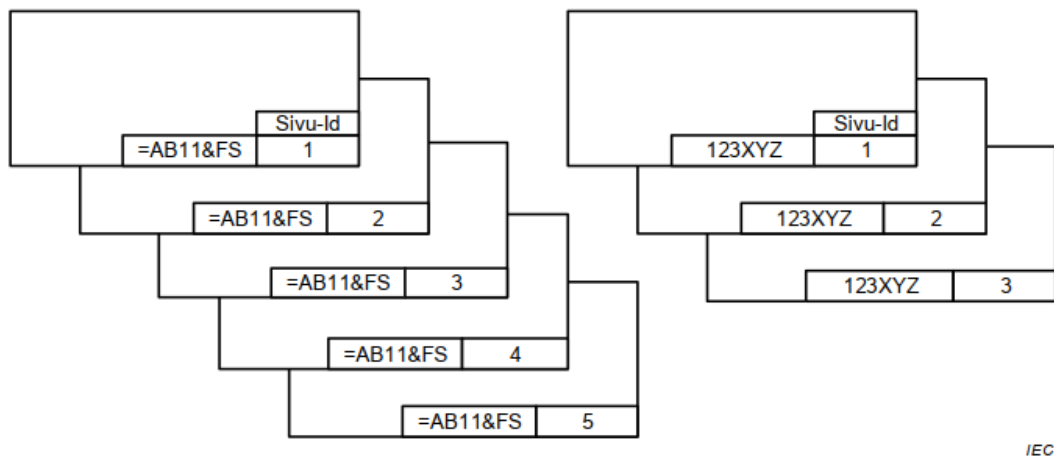 Sivu-Id
=AB11&FS 1
=AB11&FS 2
=AB11&FS 3
=AB11&FS 4
=AB11&FS 5
Sivu-Id
123XYZ 1
123XYZ 2
123XYZ 3
IEC